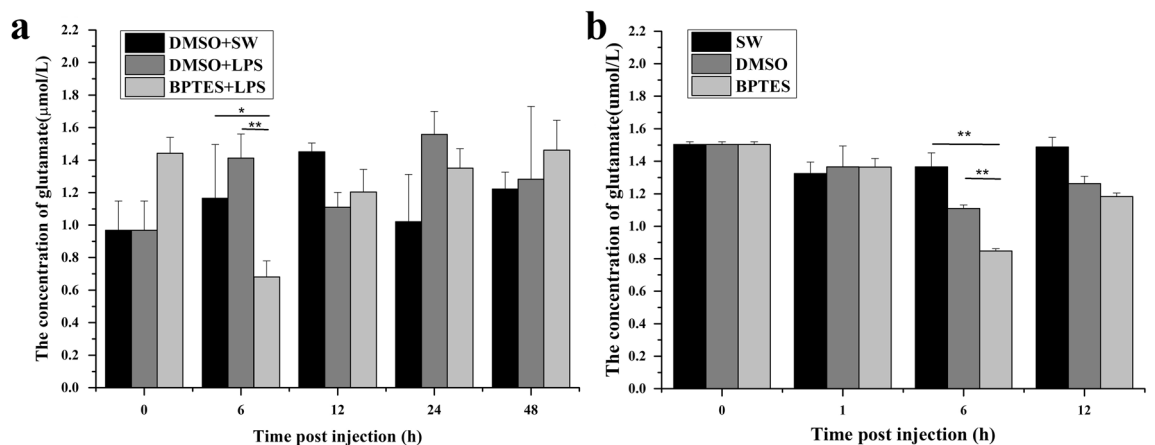 a
The concentration of glutamate(μmol/L)
2.2
2.0
1.8
1.6
1.4
1.2
1.0
0.8
0.6
0.4
0.2
0.0
DMSO+SW
DMSO+LPS
BPTES+LPS
*
**
0 6 12 24 48
Time post injection (h)
b
The concentration of glutamate(umol/L)
2.2
2.0
1.8
1.6
1.4
1.2
1.0
0.8
0.6
0.4
0.2
0.0
SW
DMSO
BPTES
**
**
0 1 6 12
Time post injection (h)